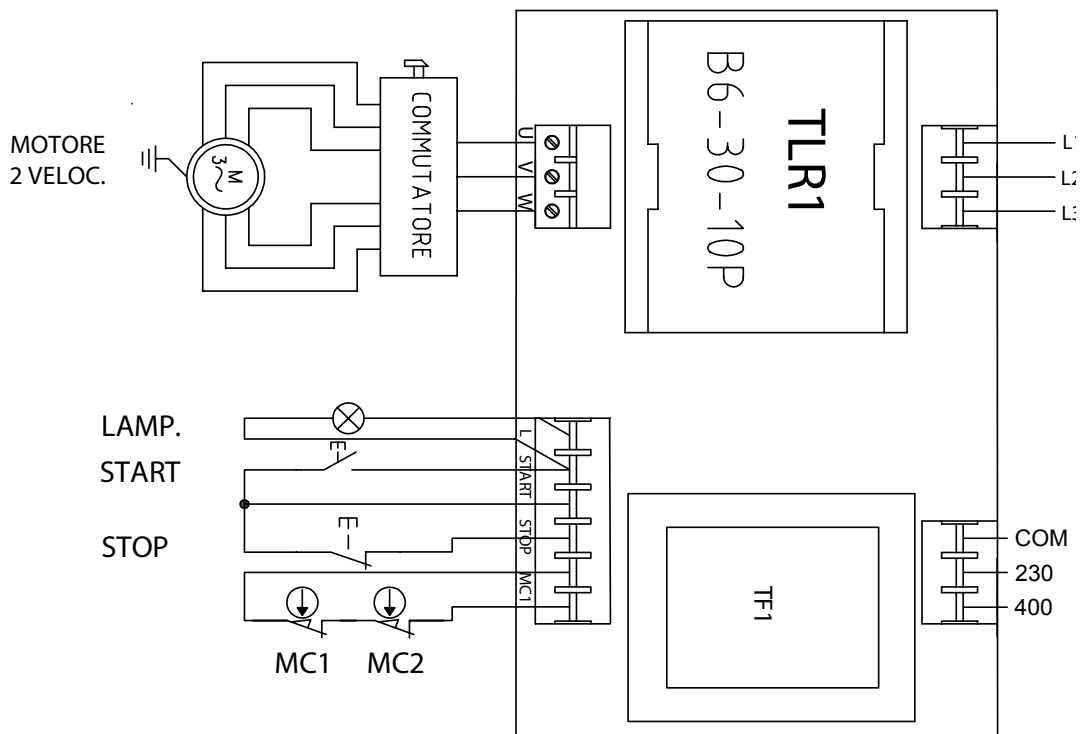 MOTORE
2 VELOC.
M
3~
COMMUTATORE
U
V
W
TLR1
B6-30-10P
L1
L2
L3
LAMP.
START
STOP
L
START
STOP
MC1
MC1
MC2
TF1
COM
230
400